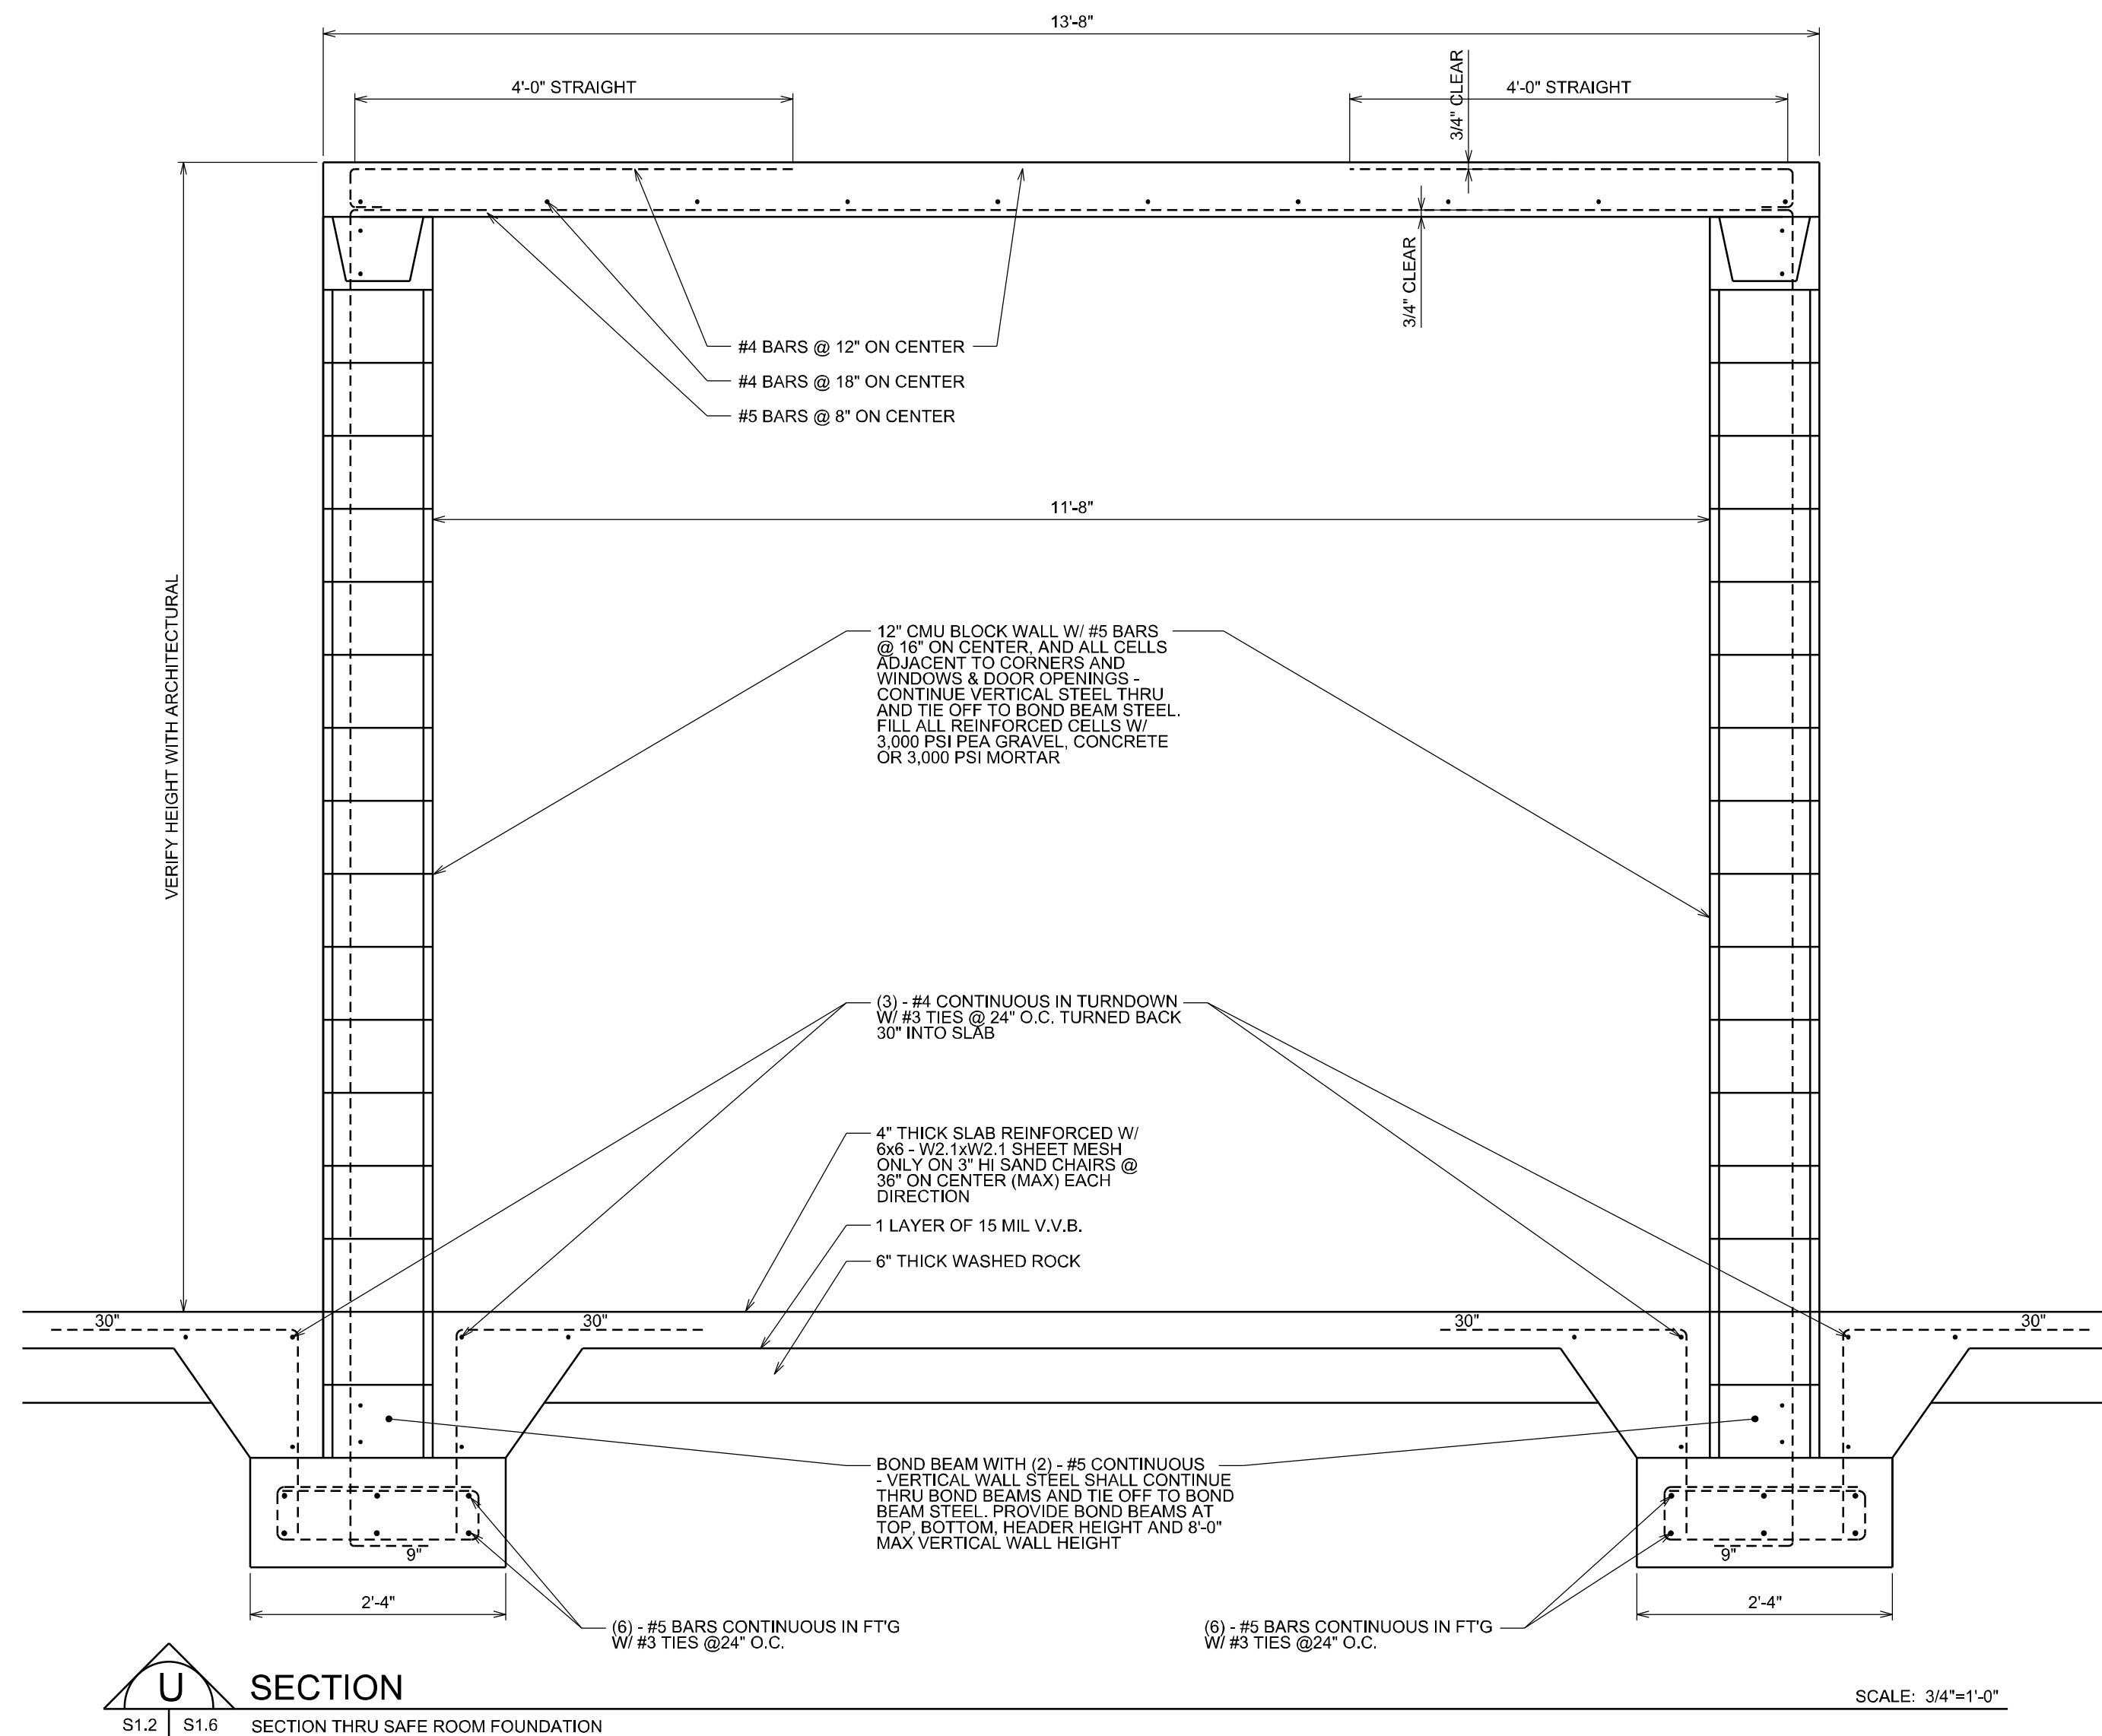 13'-8"
4'-0" STRAIGHT
3/4" CLEAR
4'-0" STRAIGHT
3/4" CLEAR
#4 BARS @ 12" ON CENTER
#4 BARS @ 18" ON CENTER
#5 BARS @ 8" ON CENTER
11'-8"
VERIFY HEIGHT WITH ARCHITECTURAL
12" CMU BLOCK WALL W/ #5 BARS
@ 16" ON CENTER, AND ALL CELLS
ADJACENT TO CORNERS AND
WINDOWS & DOOR OPENINGS -
CONTINUE VERTICAL STEEL THRU
AND TIE OFF TO BOND BEAM STEEL.
FILL ALL REINFORCED CELLS W/
3,000 PSI PEA GRAVEL, CONCRETE
OR 3,000 PSI MORTAR
(3) - #4 CONTINUOUS IN TURNDOWN
W/ #3 TIES @ 24" O.C. TURNED BACK
30" INTO SLAB
4" THICK SLAB REINFORCED W/
6x6 - W2.1xW2.1 SHEET MESH
ONLY ON 3" HI SAND CHAIRS @
36" ON CENTER (MAX) EACH
DIRECTION
1 LAYER OF 15 MIL V.V.B.
6" THICK WASHED ROCK
30"
30"
30"
30"
BOND BEAM WITH (2) - #5 CONTINUOUS
- VERTICAL WALL STEEL SHALL CONTINUE
THRU BOND BEAMS AND TIE OFF TO BOND
BEAM STEEL. PROVIDE BOND BEAMS AT
TOP, BOTTOM, HEADER HEIGHT AND 8'-0"
MAX VERTICAL WALL HEIGHT
9"
9"
2'-4"
2'-4"
(6) - #5 BARS CONTINUOUS IN FT'G
W/ #3 TIES @24" O.C.
(6) - #5 BARS CONTINUOUS IN FT'G
W/ #3 TIES @24" O.C.
U
SECTION
SCALE: 3/4"=1'-0"
S1.2
S1.6
SECTION THRU SAFE ROOM FOUNDATION